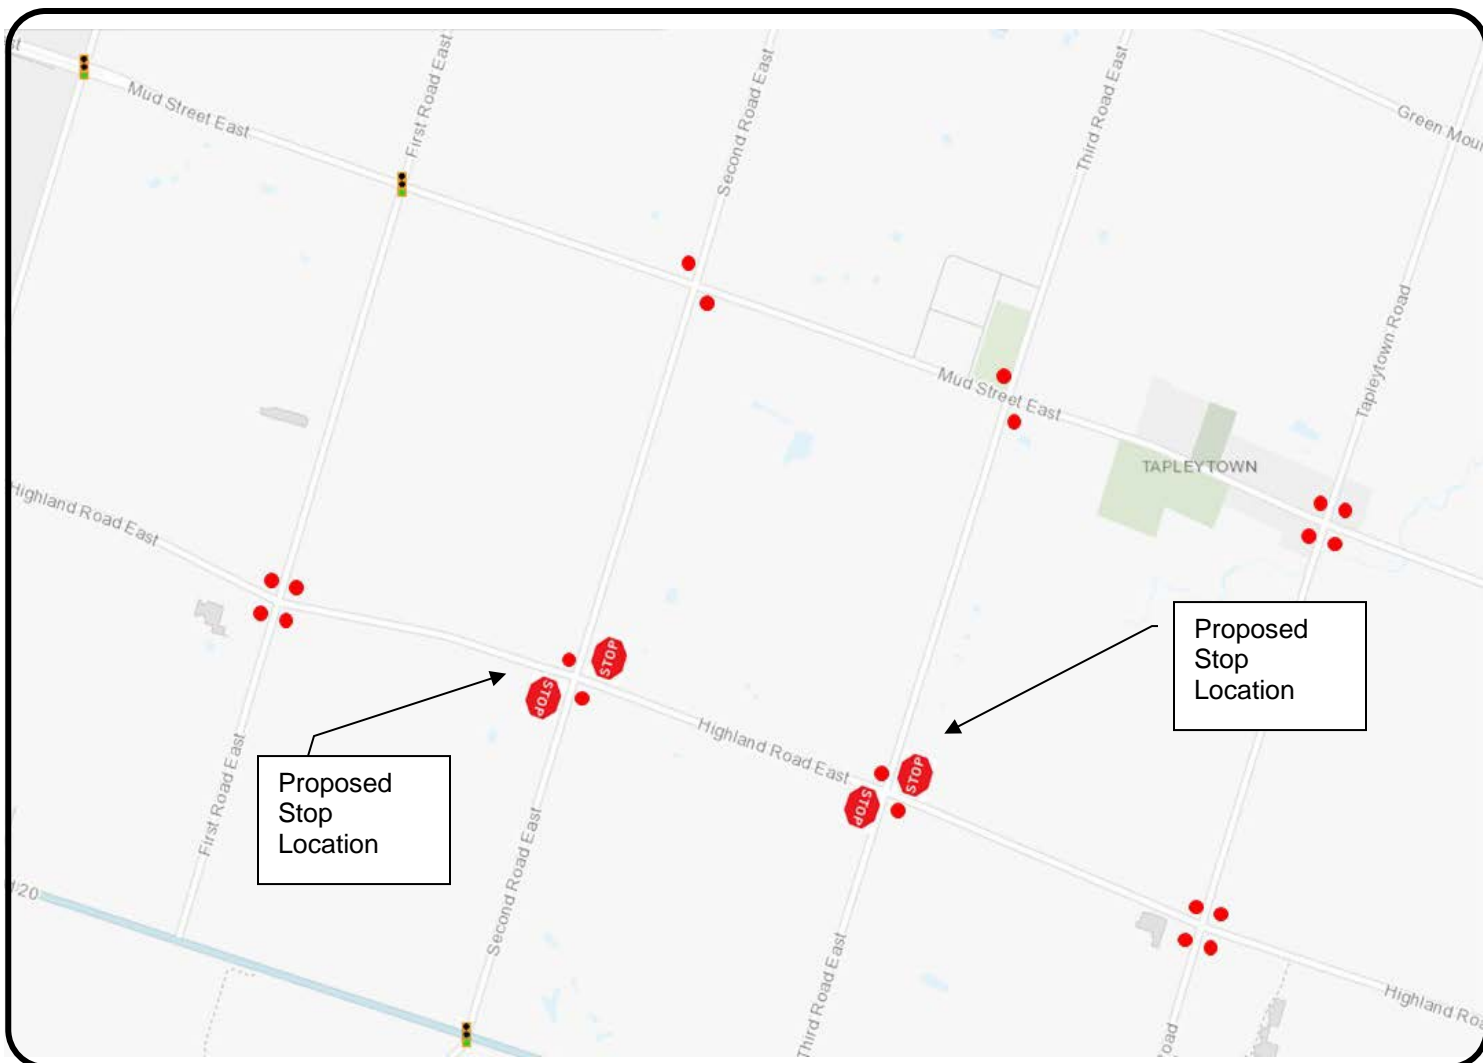 st
Mud Street East
First Road East
Second Road East
Third Road East
Green Moun
Tapleytown Road
Mud Street East
TAPLEYTOWN
Highland Road East
Proposed
Stop
Location
STOP
STOP
Highland Road East
Proposed
Stop
Location
STOP
STOP
First Road East
Second Road East
Third Road East
Road
Highland Roa